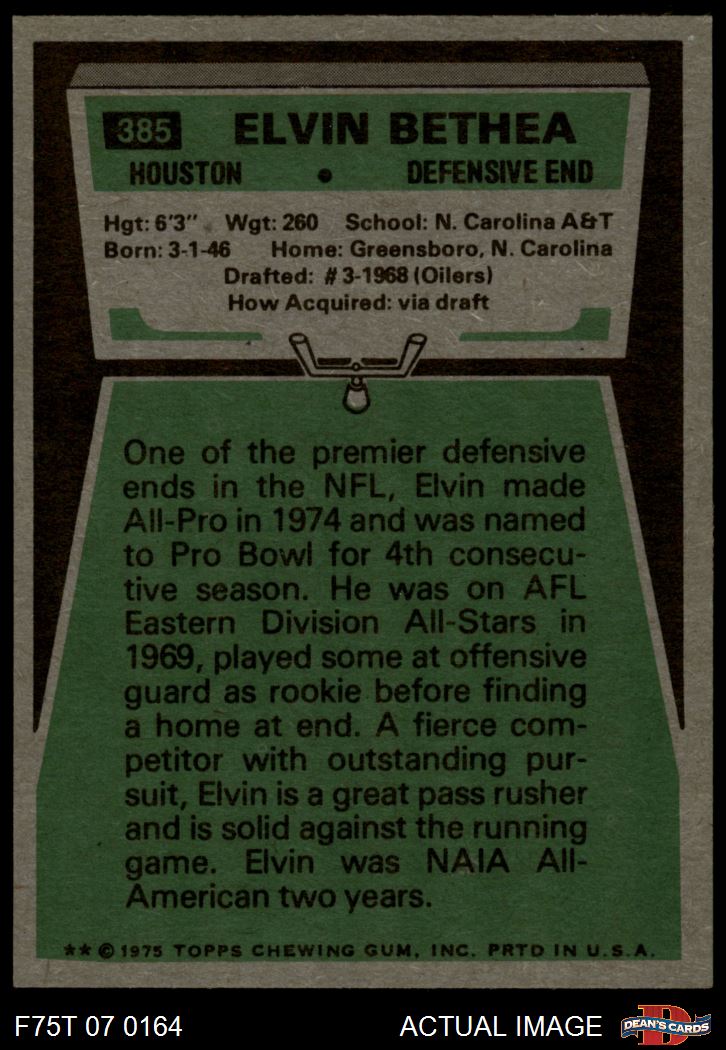 385 ELVIN BETHEA
HOUSTON • DEFENSIVE END
Hgt: 6'3" Wgt: 260 School: N. Carolina A&T
Born: 3-1-46 Home: Greensboro, N. Carolina
Drafted: #3-1968 (Oilers)
How Acquired: via draft
One of the premier defensive
ends in the NFL, Elvin made
All-Pro in 1974 and was named
to Pro Bowl for 4th consecu-
tive season. He was on AFL
Eastern Division All-Stars in
1969, played some at offensive
guard as rookie before finding
a home at end. A fierce com-
petitor with outstanding pur-
suit, Elvin is a great pass rusher
and is solid against the running
game. Elvin was NAIA All-
American two years.
** © 1975 TOPPS CHEWING GUM, INC. PRTD IN U.S.A.
F75T 07 0164 ACTUAL IMAGE D DEAN'S CARDS